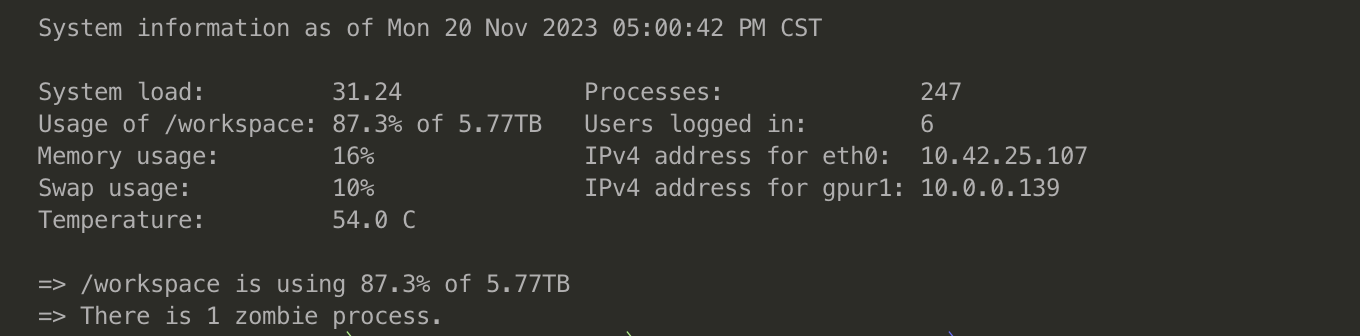 System information as of Mon 20 Nov 2023 05:00:42 PM CST
System load: 31.24 Processes: 247
Usage of /workspace: 87.3% of 5.77TB Users logged in: 6
Memory usage: 16% IPv4 address for eth0: 10.42.25.107
Swap usage: 10% IPv4 address for gpur1: 10.0.0.139
Temperature: 54.0 C
=> /workspace is using 87.3% of 5.77TB
=> There is 1 zombie process.